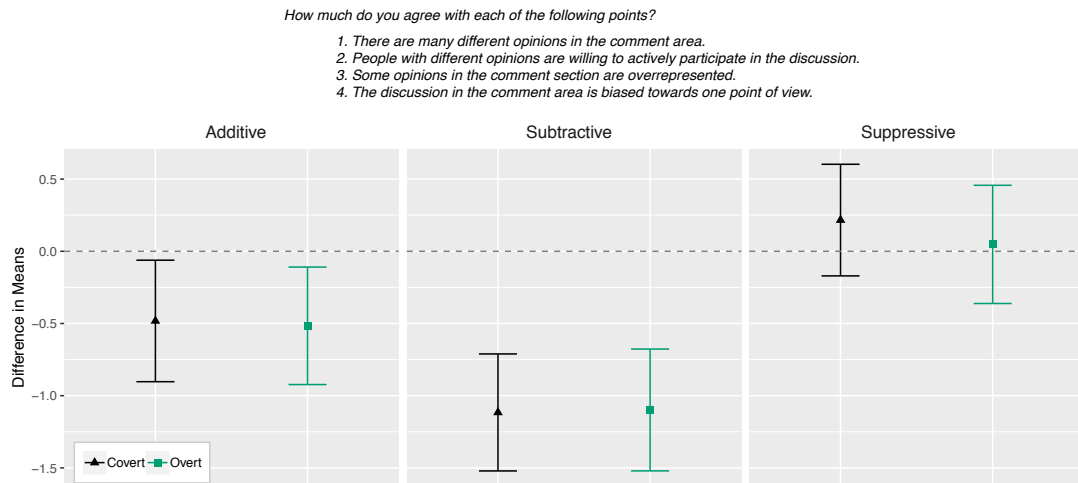 How much do you agree with each of the following points?
1. There are many different opinions in the comment area.
2. People with different opinions are willing to actively participate in the discussion.
3. Some opinions in the comment section are overrepresented.
4. The discussion in the comment area is biased towards one point of view.
Additive
Subtractive
Suppressive
Difference in Means
0.5
0.0
−0.5
−1.0
−1.5
Covert
Overt